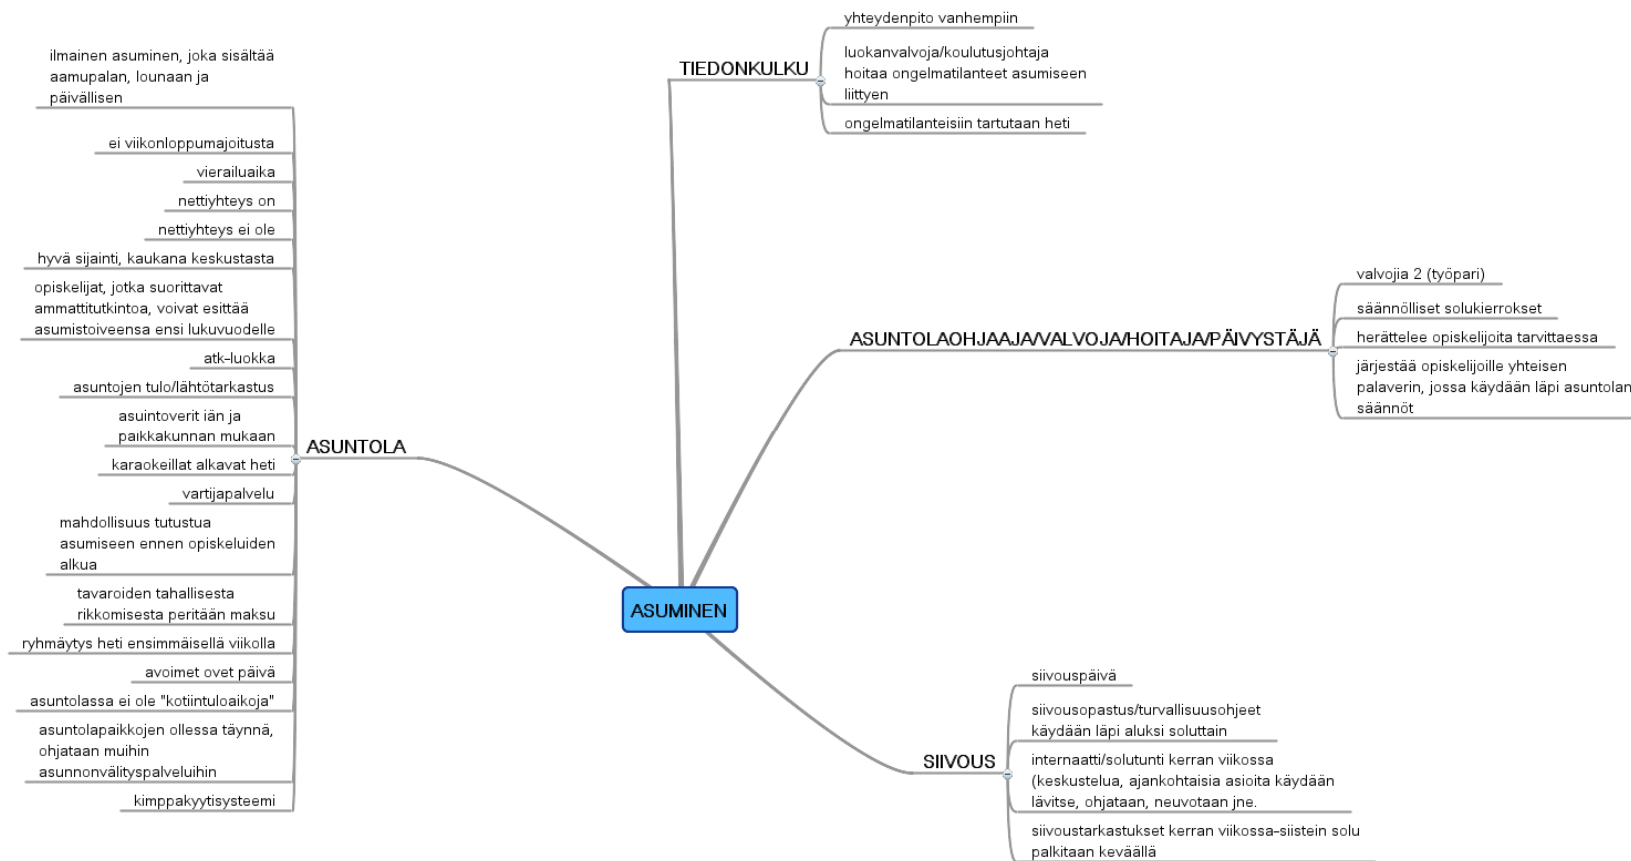 ilmainen asuminen, joka sisältää
aamupalan, lounaan ja
päivällisen
ei viikonloppumajoitusta
vierailuaika
nettiyhteys on
nettiyhteys ei ole
hyvä sijainti, kaukana keskustasta
opiskelijat, jotka suorittavat
ammattitutkintoa, voivat esittää
asumistoiveensa ensi lukuvuodelle
atk-luokka
asuntojen tulo/lähtötarkastus
asuintoverit iän ja
paikkakunnan mukaan
karaokeillat alkavat heti
vartijapalvelu
mahdollisuus tutustua
asumiseen ennen opiskeluiden
alkua
tavaroiden tahallisesta
rikkomisesta peritään maksu
ryhmäytys heti ensimmäisellä viikolla
avoimet ovet päivä
asuntolassa ei ole "kotiintuloaikoja"
asuntolapaikkojen ollessa täynnä,
ohjataan muihin
asunnonvälityspalveluihin
kimppakyytisysteemi
ASUNTOLA
ASUMINEN
TIEDONKULKU
yhteydenpito vanhempiin
luokanvalvoja/koulutusjohtaja
hoitaa ongelmatilanteet asumiseen
liittyen
ongelmatilanteisiin tartutaan heti
ASUNTOLAOHJAAJA/VALVOJA/HOITAJA/PÄIVYSTÄJÄ
valvojia 2 (työpari)
säännölliset solukierrokset
herättelee opiskelijoita tarvittaessa
järjestää opiskelijoille yhteisen
palaverin, jossa käydään läpi asuntolan
säännöt
SIIVOUS
siivouspäivä
siivousopastus/turvallisuusohjeet
käydään läpi aluksi soluttain
internaatti/solutunti kerran viikossa
(keskustelua, ajankohtaisia asioita käydään
lävitse, ohjataan, neuvotaan jne.
siivoustarkastukset kerran viikossa-siistein solu
palkitaan keväällä